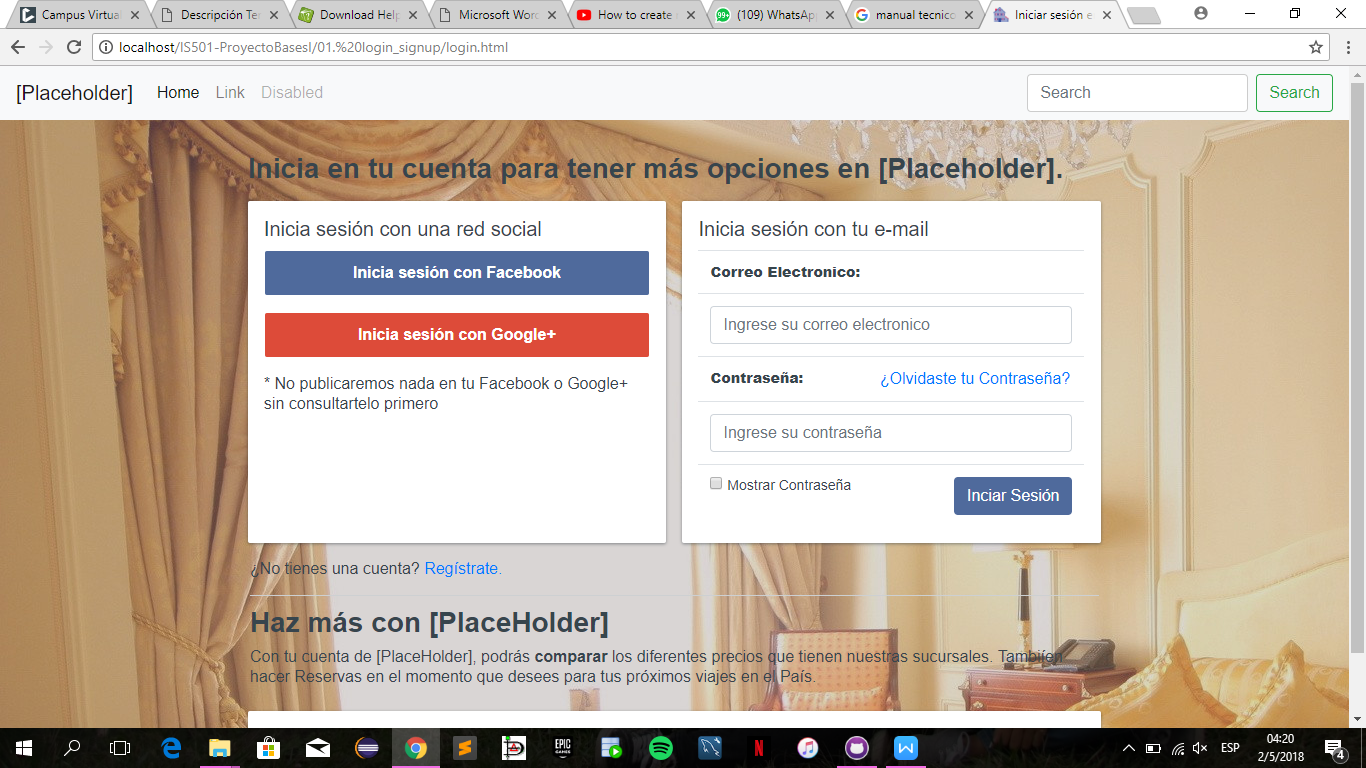 Campus Virtual
Descripción Te
Download Help
Microsoft Word
How to create
(109) WhatsApp
manual tecnico
Iniciar sesión e
localhost/IS501-ProyectoBasesI/01.%20login_signup/login.html
[Placeholder] Home Link Disabled Search Search
Inicia en tu cuenta para tener más opciones en [Placeholder].
Inicia sesión con una red social
Inicia sesión con Facebook
Inicia sesión con Google+
* No publicaremos nada en tu Facebook o Google+
sin consultartelo primero
Inicia sesión con tu e-mail
Correo Electronico:
Ingrese su correo electronico
Contraseña: ¿Olvidaste tu Contraseña?
Ingrese su contraseña
Mostrar Contraseña Inciar Sesión
¿No tienes una cuenta? Regístrate.
Haz más con [PlaceHolder]
Con tu cuenta de [PlaceHolder], podrás comparar los diferentes precios que tienen nuestras sucursales. Tambíen
hacer Reservas en el momento que desees para tus próximos viajes en el País.
EPIC
GAMES
ESP
04:20
2/5/2018
4